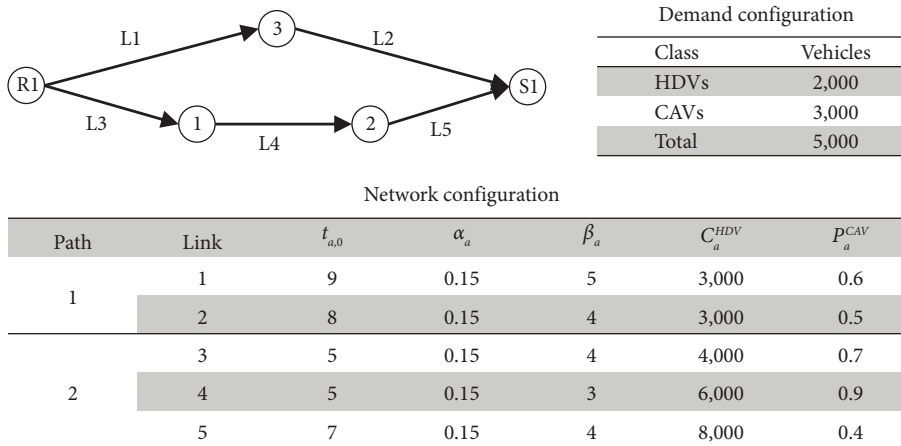 L1
3
L2
R1
S1
L3
1
L4
2
L5
Demand configuration
Class Vehicles
HDVs 2,000
CAVs 3,000
Total 5,000
Network configuration
Path Link t_{a,0} α_a β_a C_a^{HDV} P_a^{CAV}
1
1 9 0.15 5 3,000 0.6
2 8 0.15 4 3,000 0.5
2
3 5 0.15 4 4,000 0.7
4 5 0.15 3 6,000 0.9
5 7 0.15 4 8,000 0.4